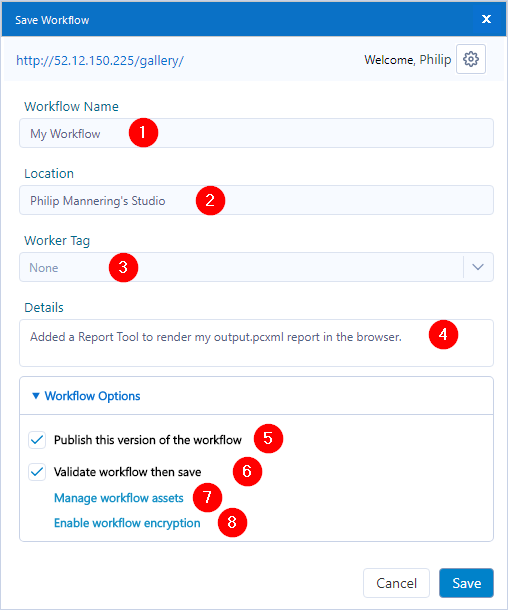 Save Workflow X
http://52.12.150.225/gallery/ Welcome, Philip
Workflow Name
My Workflow 1
Location
Philip Mannering's Studio 2
Worker Tag
None 3
Details
Added a Report Tool to render my output.pcxml report in the browser. 4
Workflow Options
Publish this version of the workflow 5
Validate workflow then save 6
Manage workflow assets 7
Enable workflow encryption 8
Cancel Save